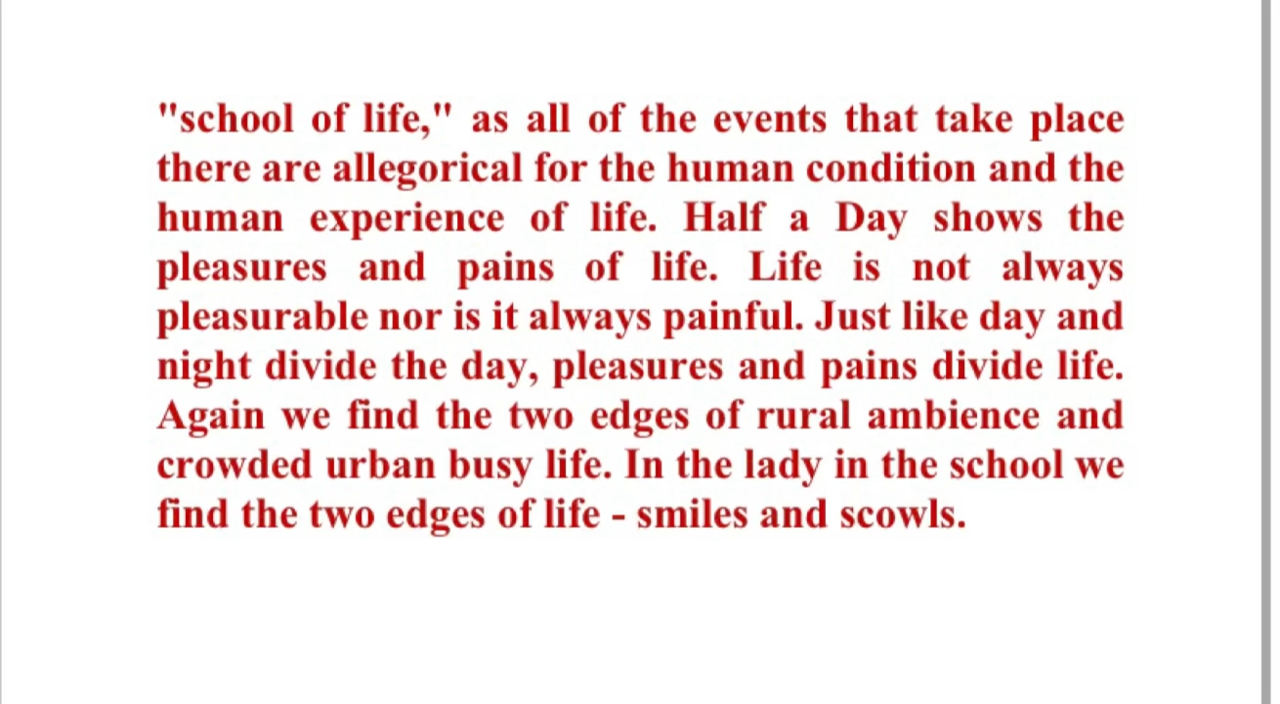 "school of life," as all of the events that take place
there are allegorical for the human condition and the
human experience of life. Half a Day shows the
pleasures and pains of life. Life is not always
pleasurable nor is it always painful. Just like day and
night divide the day, pleasures and pains divide life.
Again we find the two edges of rural ambience and
crowded urban busy life. In the lady in the school we
find the two edges of life - smiles and scowls.